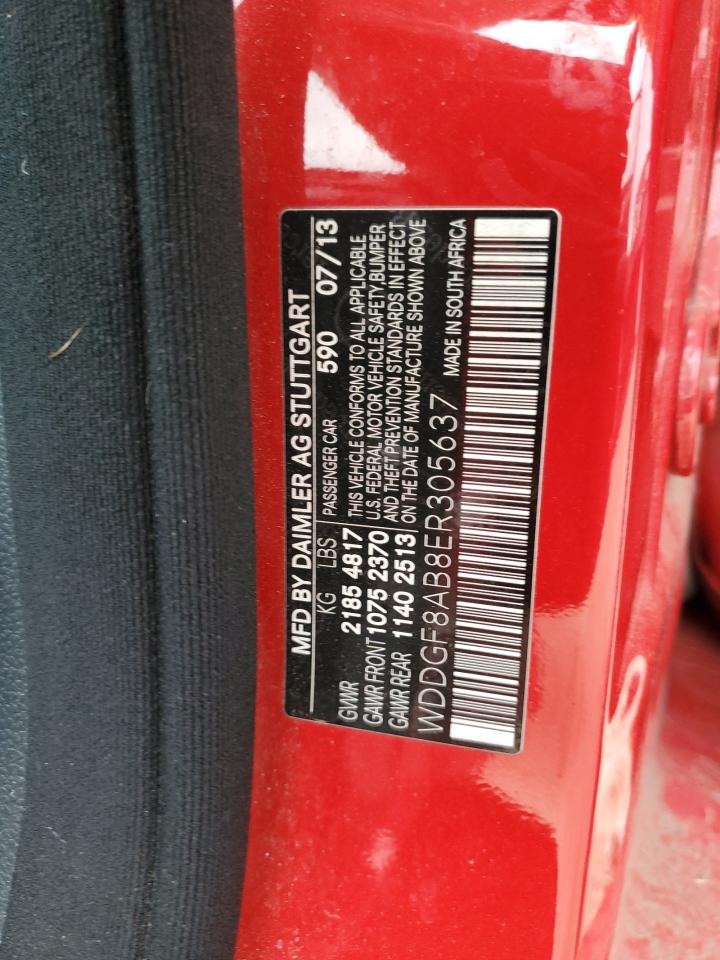 MFD BY DAIMLER AG STUTTGART
KG LBS PASSENGER CAR 590 07/13
GVWR 2185 4817
GAWR FRONT 1075 2370
GAWR REAR 1140 2513
THIS VEHICLE CONFORMS TO ALL APPLICABLE
U.S. FEDERAL MOTOR VEHICLE SAFETY,BUMPER
AND THEFT PREVENTION STANDARDS IN EFFECT
ON THE DATE OF MANUFACTURE SHOWN ABOVE
WDDGF8AB8ER305637 MADE IN SOUTH AFRICA